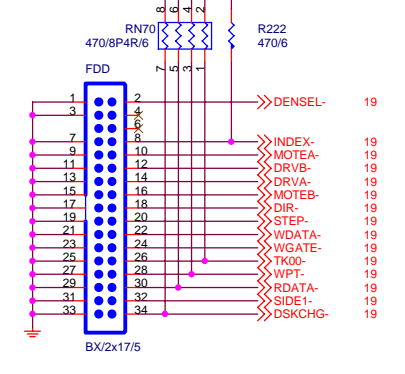 8 6 4 2
RN70
470/8P4R/6
R222
470/6
7 5 3 1
FDD
1 2 DENSEL- 19
3 4
6
7 8 INDEX- 19
9 10 MOTEA- 19
11 12 DRVB- 19
13 14 DRVA- 19
15 16 MOTEB- 19
17 18 DIR- 19
19 20 STEP- 19
21 22 WDATA- 19
23 24 WGATE- 19
25 26 TK00- 19
27 28 WPT- 19
29 30 RDATA- 19
31 32 SIDE1- 19
33 34 DSKCHG- 19
BX/2x17/5